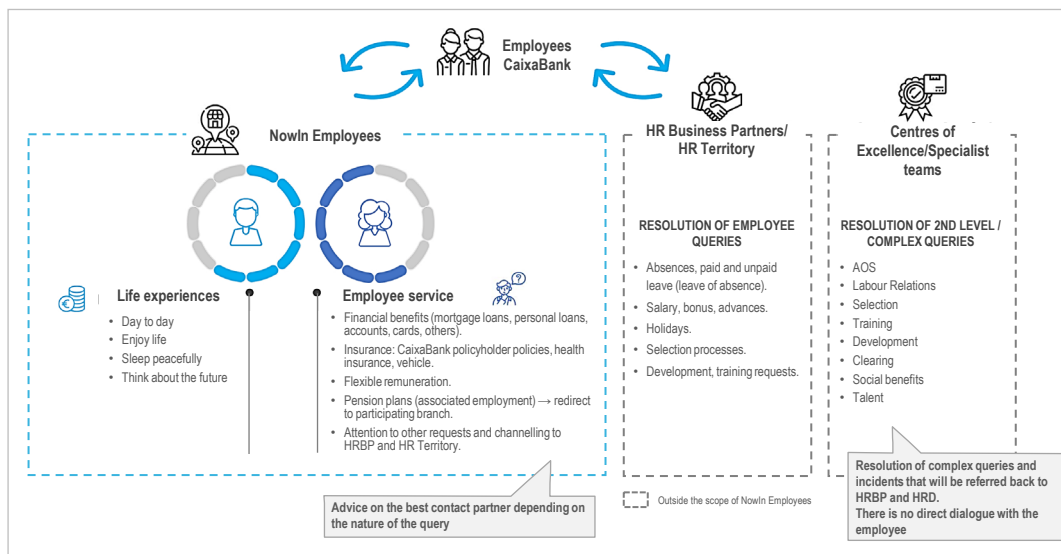 Employees
CaixaBank
NowIn Employees
Life experiences
• Day to day
• Enjoy life
• Sleep peacefully
• Think about the future
Employee service
• Financial benefits (mortgage loans, personal loans,
accounts, cards, others).
• Insurance: CaixaBank policyholder policies, health
insurance, vehicle.
• Flexible remuneration.
• Pension plans (associated employment) → redirect
to participating branch.
• Attention to other requests and channelling to
HRBP and HR Territory.
Advice on the best contact partner depending on
the nature of the query
HR Business Partners/
HR Territory
RESOLUTION OF EMPLOYEE
QUERIES
• Absences, paid and unpaid
leave (leave of absence).
• Salary, bonus, advances.
• Holidays.
• Selection processes.
• Development, training requests.
Outside the scope of NowIn Employees
Centres of
Excellence/Specialist
teams
RESOLUTION OF 2ND LEVEL /
COMPLEX QUERIES
• AOS
• Labour Relations
• Selection
• Training
• Development
• Clearing
• Social benefits
• Talent
Resolution of complex queries and
incidents that will be referred back to
HRBP and HRD.
There is no direct dialogue with the
employee